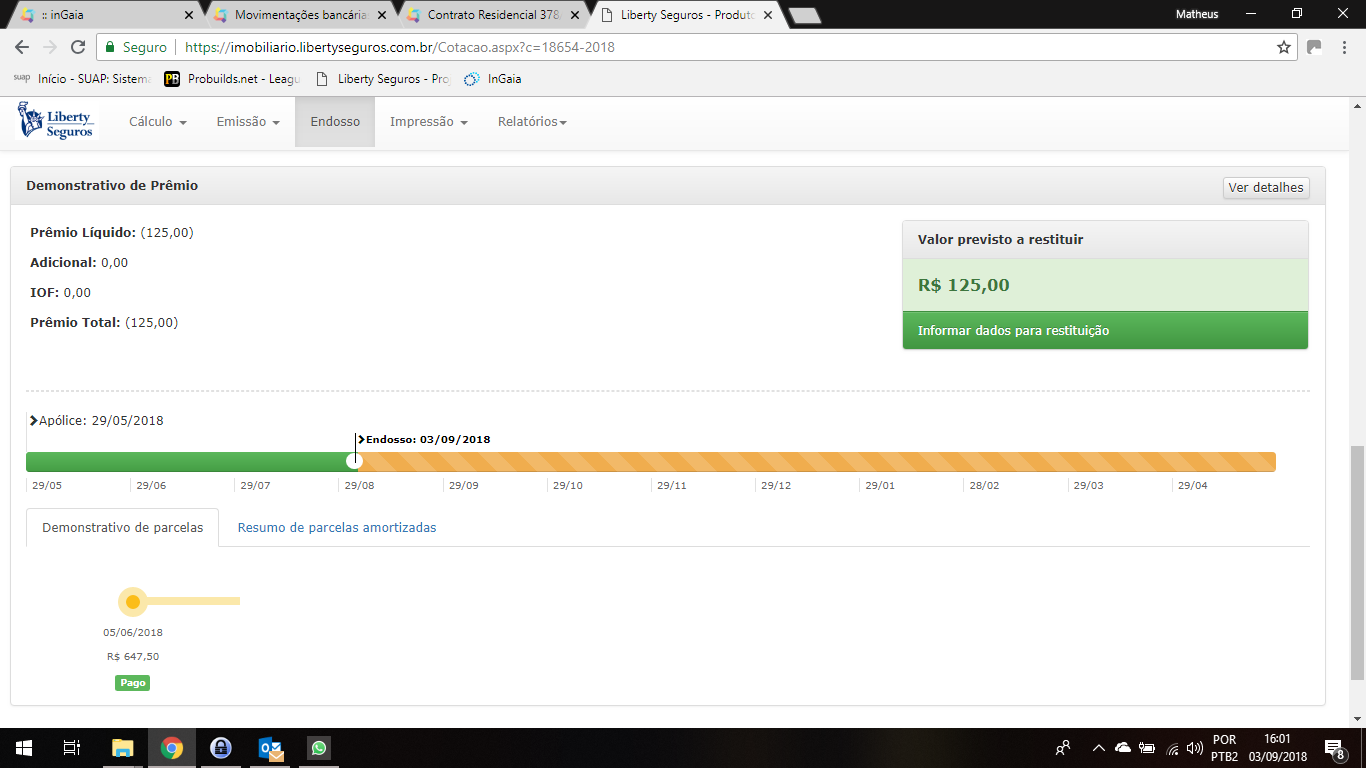 :: inGaia
Movimentações bancária
Contrato Residencial 378
Liberty Seguros - Produto
Matheus
Seguro
https://imobiliario.libertyseguros.com.br/Cotacao.aspx?c=18654-2018
suap
Início - SUAP: Sistema
PB
Probuilds.net - Leagu
Liberty Seguros - Pro
InGaia
Liberty
Seguros
Cálculo
Emissão
Endosso
Impressão
Relatórios
Demonstrativo de Prêmio
Ver detalhes
Prêmio Líquido: (125,00)
Adicional: 0,00
IOF: 0,00
Prêmio Total: (125,00)
Valor previsto a restituir
R$ 125,00
Informar dados para restituição
Apólice: 29/05/2018
Endosso: 03/09/2018
29/05
29/06
29/07
29/08
29/09
29/10
29/11
29/12
29/01
28/02
29/03
29/04
Demonstrativo de parcelas
Resumo de parcelas amortizadas
05/06/2018
R$ 647,50
Pago
POR
PTB2
16:01
03/09/2018
8